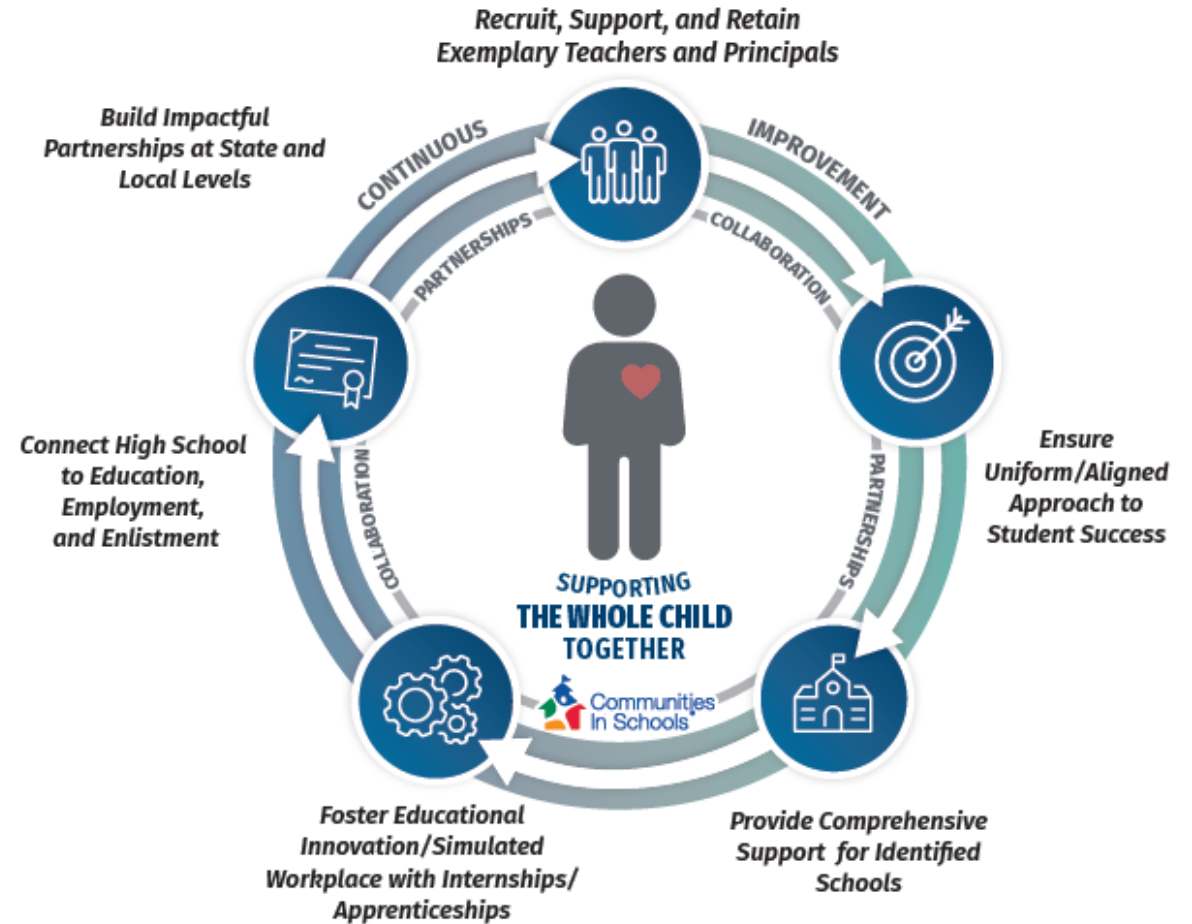 Recruit, Support, and Retain
Exemplary Teachers and Principals
Build Impactful
Partnerships at State and
Local Levels
CONTINUOUS
IMPROVEMENT
PARTNERSHIPS
COLLABORATION
Connect High School
to Education,
Employment,
and Enlistment
COLLABORATION
PARTNERSHIPS
Ensure
Uniform/Aligned
Approach to
Student Success
SUPPORTING
THE WHOLE CHILD
TOGETHER
Communities
In Schools
Foster Educational
Innovation/Simulated
Workplace with Internships/
Apprenticeships
Provide Comprehensive
Support for Identified
Schools